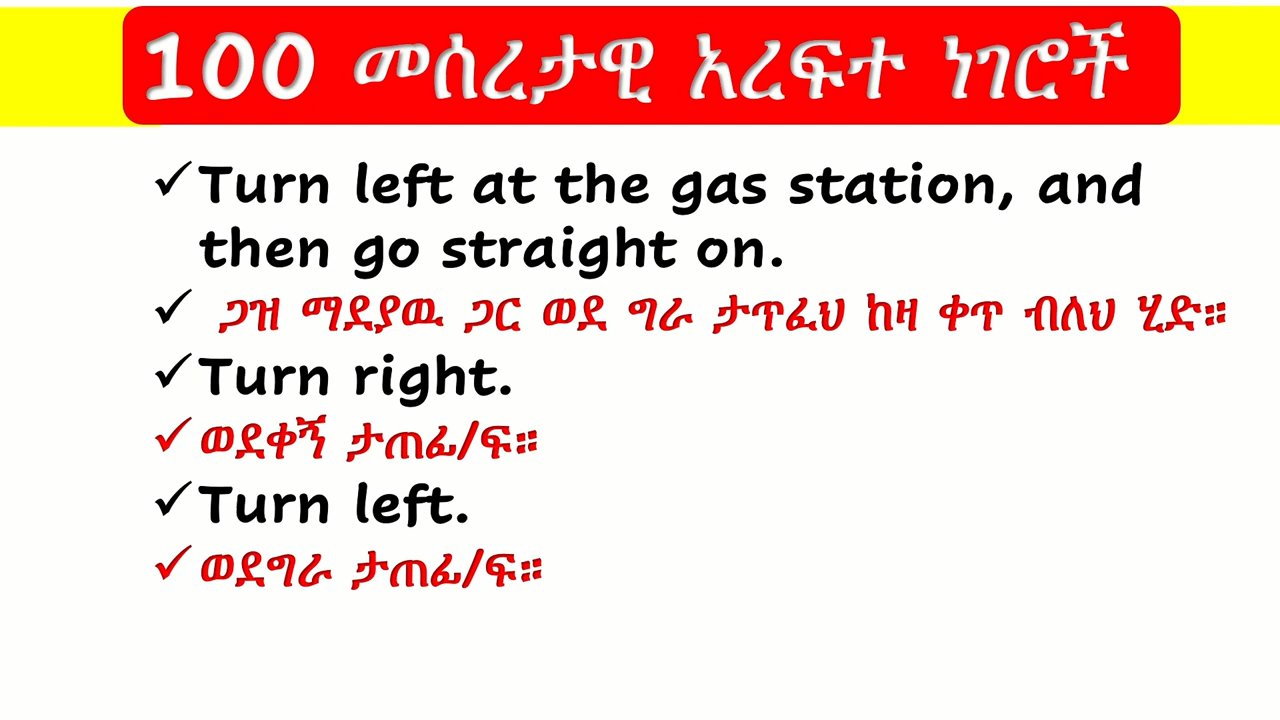 100 መሰረታዊ አረፍተ ነገሮች
✓ Turn left at the gas station, and
then go straight on.
✓ ጋዝ ማደያዉ ጋር ወደ ግራ ታጥፈህ ከዛ ቀጥ ብለህ ሂድ።
✓ Turn right.
✓ ወደቀኝ ታጠፊ/ፍ።
✓ Turn left.
✓ ወደግራ ታጠፊ/ፍ።